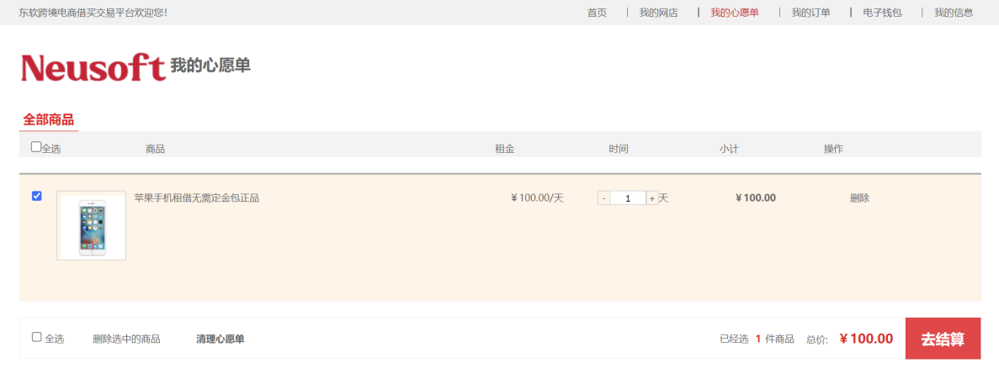 东软跨境电商借买交易平台欢迎您！ 首页 | 我的网店 | 我的心愿单 | 我的订单 | 电子钱包 | 我的信息
Neusoft 我的心愿单
全部商品
全选 商品 租金 时间 小计 操作
苹果手机租借无需定金包正品 ￥100.00/天 - 1 + 天 ￥100.00 删除
全选 删除选中的商品 清理心愿单 已经选 1 件商品 总价: ￥100.00 去结算